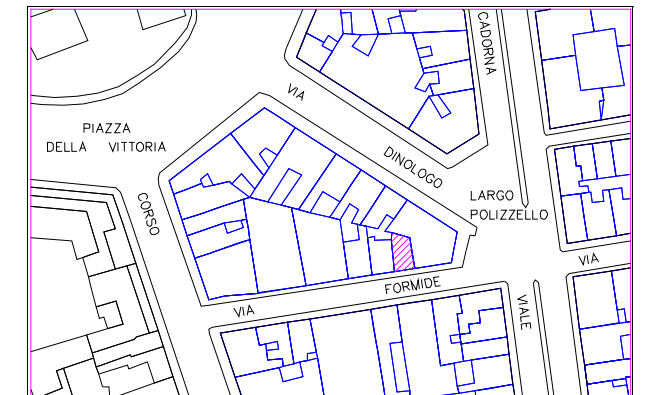 CADORNA
VIA
PIAZZA
DELLA VITTORIA
DINOLOGO
CORSO
LARGO
POLIZZELLO
VIA
FORMIDE
VIA
VIALE